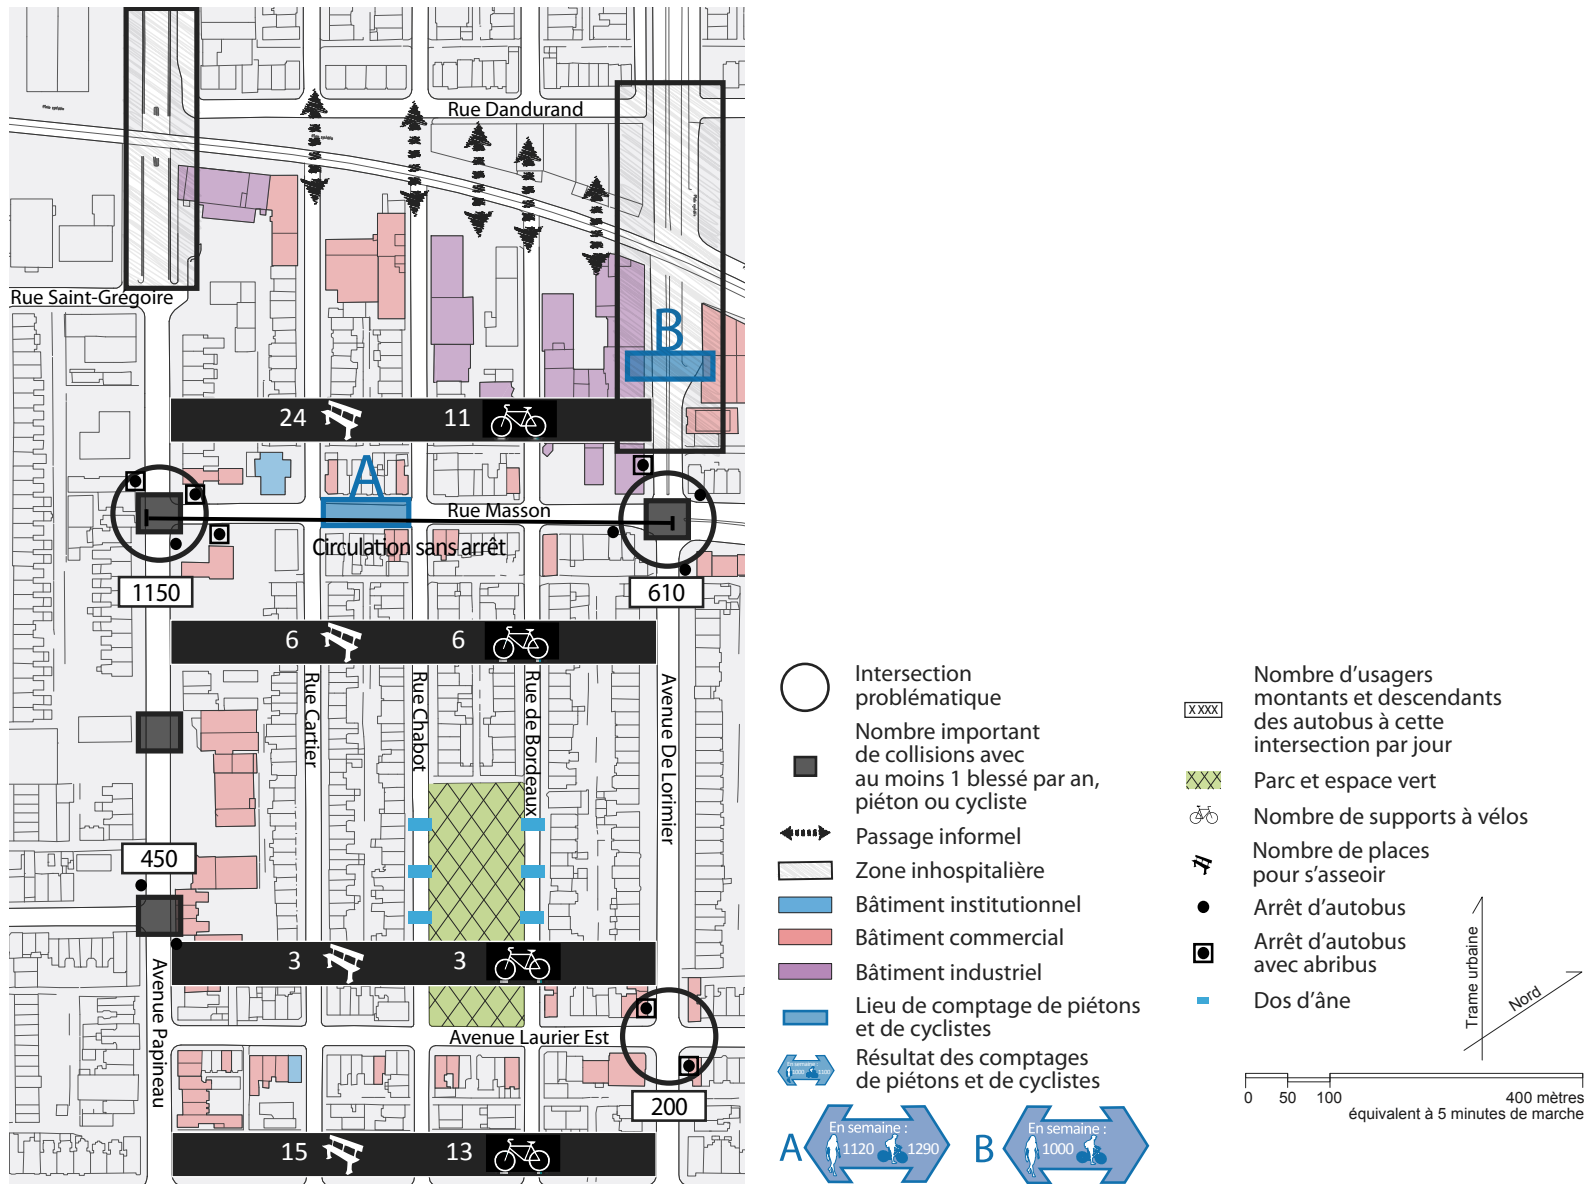 Rue Dandurand
Rue Saint-Grégoire
B
24
11
A
Rue Masson
Circulation sans arrêt
1150
610
6
6
Rue Cartier
Rue Chabot
Rue de Bordeaux
Avenue De Lorimier
450
3
3
Avenue Papineau
Avenue Laurier Est
200
15
13
Intersection
problématique
Nombre important
de collisions avec
au moins 1 blessé par an,
piéton ou cycliste
Passage informel
Zone inhospitalière
Bâtiment institutionnel
Bâtiment commercial
Bâtiment industriel
Lieu de comptage de piétons
et de cyclistes
En semaine :
1000 1100
Résultat des comptages
de piétons et de cyclistes
A
En semaine :
1120 1290
B
En semaine :
1000
XXXX
Nombre d'usagers
montants et descendants
des autobus à cette
intersection par jour
Parc et espace vert
Nombre de supports à vélos
Nombre de places
pour s'asseoir
Arrêt d'autobus
Arrêt d'autobus
avec abribus
Dos d'âne
Trame urbaine
Nord
0 50 100 400 mètres
équivalent à 5 minutes de marche